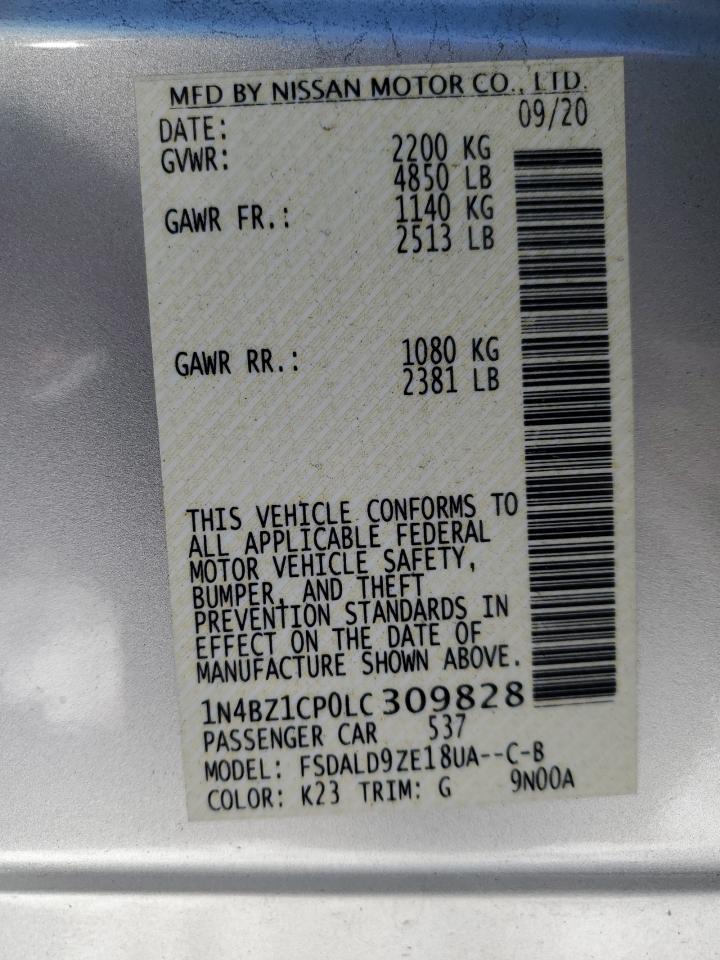 MFD BY NISSAN MOTOR CO., LTD.
DATE: 09/20
GVWR: 2200 KG
4850 LB
GAWR FR.: 1140 KG
2513 LB
GAWR RR.: 1080 KG
2381 LB
THIS VEHICLE CONFORMS TO
ALL APPLICABLE FEDERAL
MOTOR VEHICLE SAFETY,
BUMPER, AND THEFT
PREVENTION STANDARDS IN
EFFECT ON THE DATE OF
MANUFACTURE SHOWN ABOVE.
1N4BZ1CP0LC309828
PASSENGER CAR 537
MODEL: FSDALD9ZE18UA--C-B
COLOR: K23 TRIM: G 9N00A